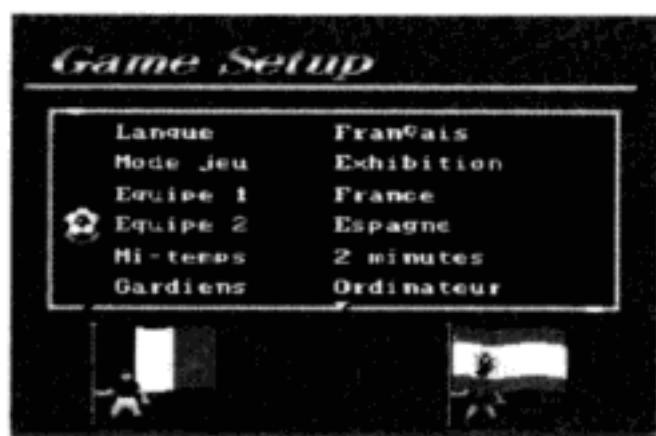 Game Setup
Langue Français
Mode jeu Exhibition
Equipe 1 France
Equipe 2 Espagne
Mi-temps 2 minutes
Gardiens Ordinateur